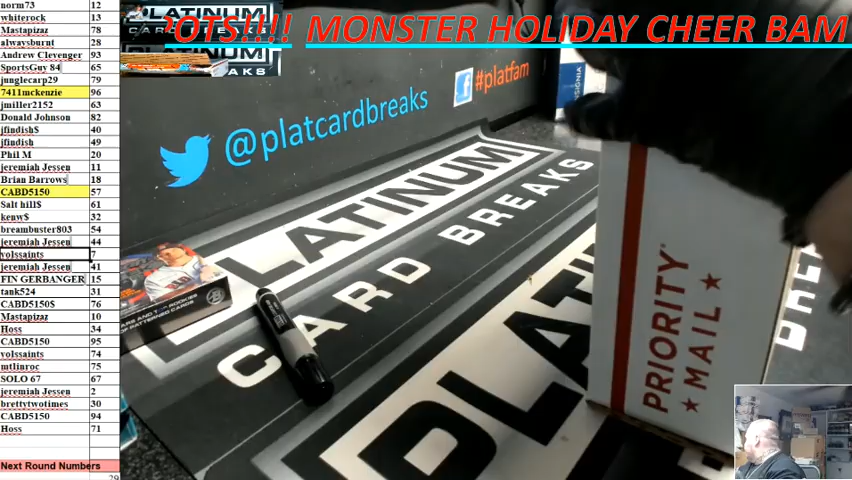 norm73 12
whiterock 13
Mastapizaz 78
alwaysburnt 28
Andrew Clevenger 93
SportsGuy 84 65
junglecarp29 79
7411mckenzie 96
jmiller2152 63
Donald Johnson 82
jfindish$ 40
jfindish 49
Phil M 20
jeremiah Jessen 11
Brian Barrows 18
CABD5150 57
Salt hill$ 61
kenw$ 32
breambuster803 54
jeremiah Jessen 44
volssaints 7
jeremiah Jessen 41
FIN GERBANGER 15
tank524 31
CABD5150$ 76
Mastapizaz 10
Hoss 34
CABD5150 95
volssaints 74
mtlinroc 75
SOLO 67 67
jeremiah Jessen 2
brettytwotimes 30
CABD5150 94
Hoss 71
Next Round Numbers
29
OTS!!!! MONSTER HOLIDAY CHEER BAM
PLATINUM
@platcardbreaks
#platfam
PLATINUM
CARD BREAKS
PLATIN
PRIORITY
MAIL
BREA